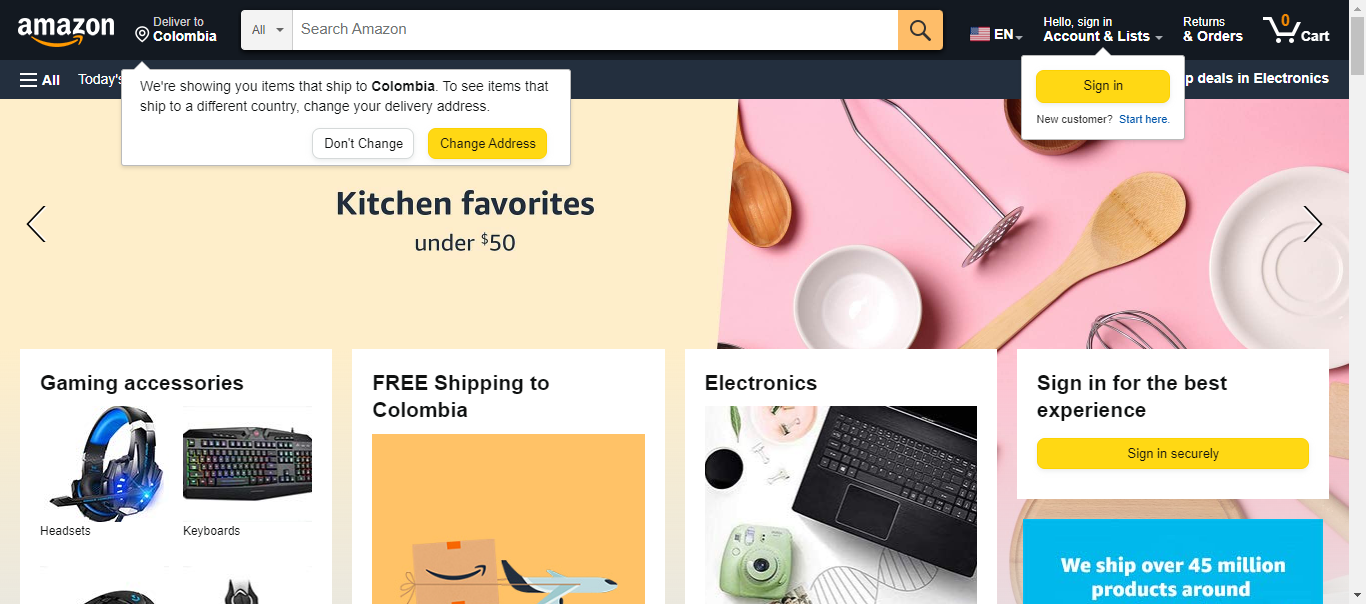 amazon
Deliver to
Colombia
All
Search Amazon
EN
Hello, sign in
Account & Lists
Returns
& Orders
0
Cart
All
Today's
p deals in Electronics
We're showing you items that ship to Colombia. To see items that
ship to a different country, change your delivery address.
Don't Change
Change Address
Sign in
New customer? Start here.
Kitchen favorites
under $50
Gaming accessories
Headsets
Keyboards
FREE Shipping to
Colombia
Electronics
Sign in for the best
experience
Sign in securely
We ship over 45 million
products around